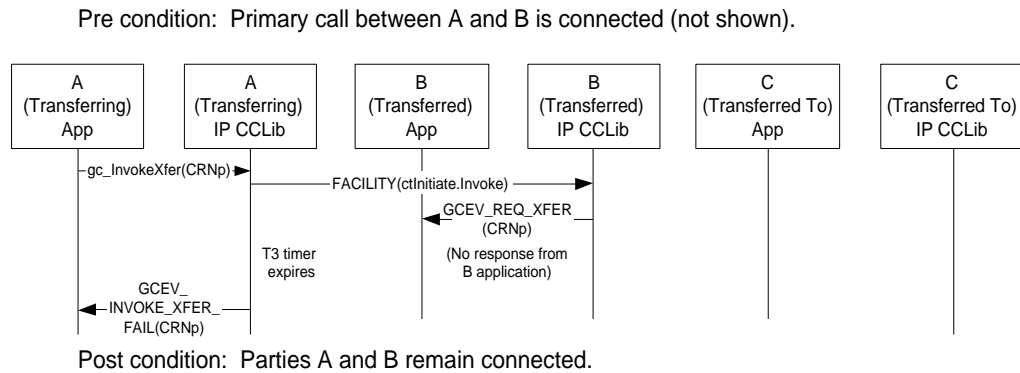 Pre condition:  Primary call between A and B is connected (not shown).
A
(Transferring)
App
A
(Transferring)
IP CCLib
B
(Transferred)
App
B
(Transferred)
IP CCLib
C
(Transferred To)
App
C
(Transferred To)
IP CCLib
gc_InvokeXfer(CRNp)
FACILITY(ctInitiate.Invoke)
GCEV_REQ_XFER
(CRNp)
T3 timer
expires
(No response from
B application)
GCEV_
INVOKE_XFER_
FAIL(CRNp)
Post condition:  Parties A and B remain connected.